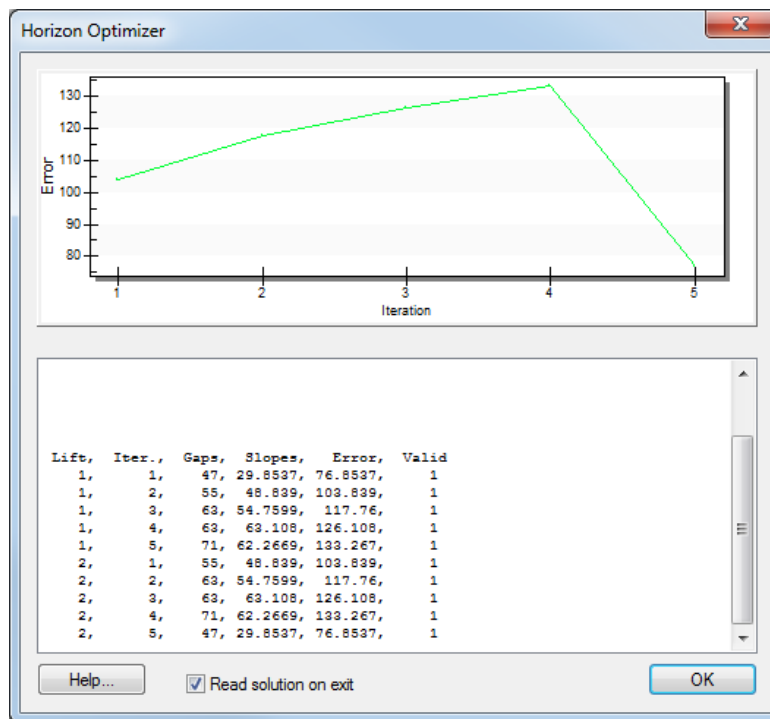 Horizon Optimizer
Error
130
120
110
100
90
80
1 2 3 4 5
Iteration
Lift, Iter., Gaps, Slopes, Error, Valid
1, 1, 47, 29.8537, 76.8537, 1
1, 2, 55, 48.839, 103.839, 1
1, 3, 63, 54.7599, 117.76, 1
1, 4, 63, 63.108, 126.108, 1
1, 5, 71, 62.2669, 133.267, 1
2, 1, 55, 48.839, 103.839, 1
2, 2, 63, 54.7599, 117.76, 1
2, 3, 63, 63.108, 126.108, 1
2, 4, 71, 62.2669, 133.267, 1
2, 5, 47, 29.8537, 76.8537, 1
Help...
Read solution on exit
OK